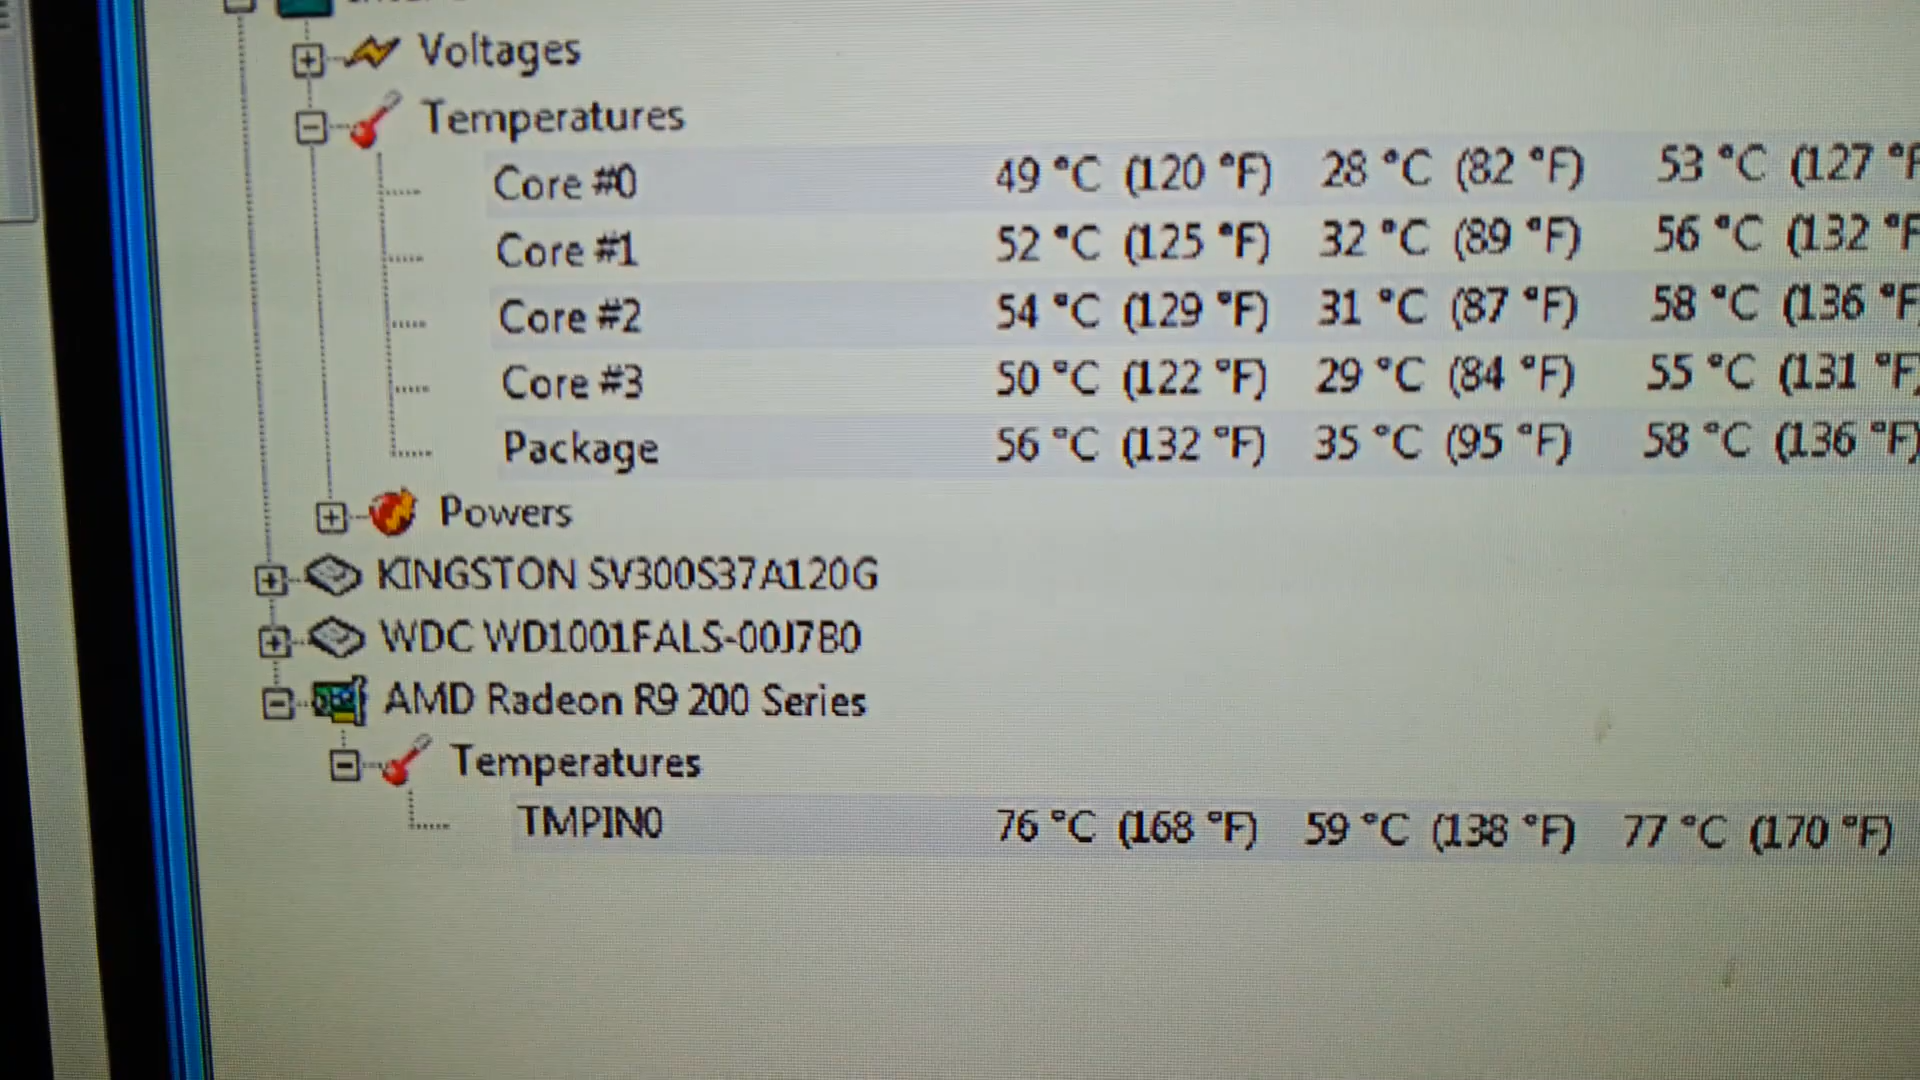 Voltages
Temperatures
Core #0 49 °C (120 °F) 28 °C (82 °F) 53 °C (127 °F
Core #1 52 °C (125 °F) 32 °C (89 °F) 56 °C (132 °F
Core #2 54 °C (129 °F) 31 °C (87 °F) 58 °C (136 °F
Core #3 50 °C (122 °F) 29 °C (84 °F) 55 °C (131 °F)
Package 56 °C (132 °F) 35 °C (95 °F) 58 °C (136 °F)
Powers
KINGSTON SV300S37A120G
WDC WD1001FALS-00J7B0
AMD Radeon R9 200 Series
Temperatures
TMPIN0 76 °C (168 °F) 59 °C (138 °F) 77 °C (170 °F)